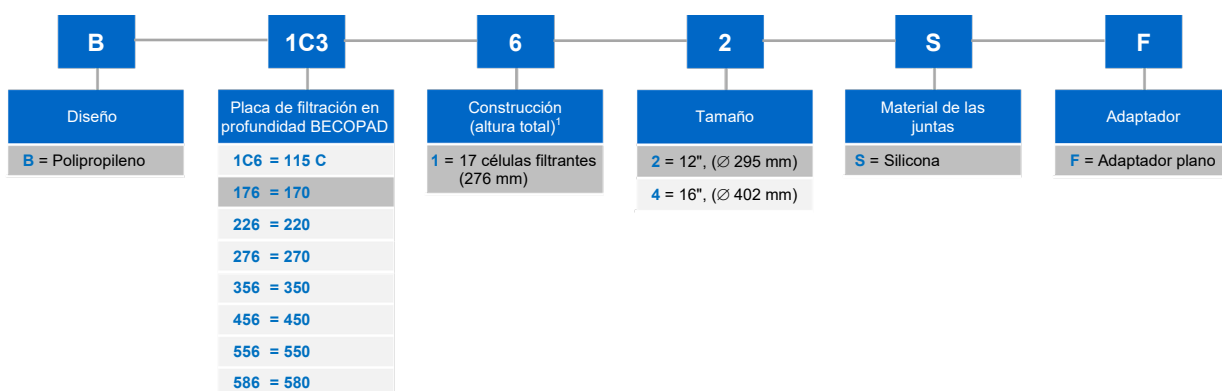 B 1C3 6 2 S F
Diseño
B = Polipropileno
Placa de filtración en
profundidad BECOPAD
1C6 = 115 C
176 = 170
226 = 220
276 = 270
356 = 350
456 = 450
556 = 550
586 = 580
Construcción
(altura total)¹
1 = 17 células filtrantes
(276 mm)
Tamaño
2 = 12", (∅ 295 mm)
4 = 16", (∅ 402 mm)
Material de las
juntas
S = Silicona
Adaptador
F = Adaptador plano